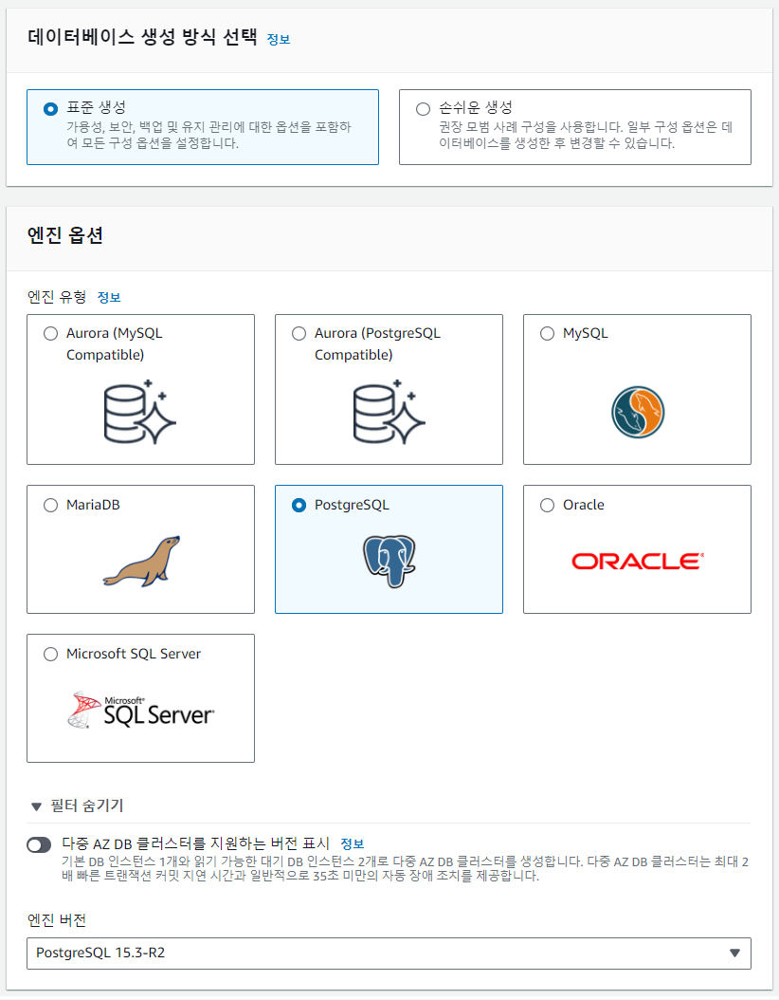 데이터베이스 생성 방식 선택 정보
표준 생성
가용성, 보안, 백업 및 유지 관리에 대한 옵션을 포함하
여 모든 구성 옵션을 설정합니다.
손쉬운 생성
권장 모범 사례 구성을 사용합니다. 일부 구성 옵션은 데
이터베이스를 생성한 후 변경할 수 있습니다.
엔진 옵션
엔진 유형 정보
Aurora (MySQL
Compatible)
Aurora (PostgreSQL
Compatible)
MySQL
MariaDB
PostgreSQL
Oracle
ORACLE®
Microsoft SQL Server
Microsoft®
SQL Server®
필터 숨기기
다중 AZ DB 클러스터를 지원하는 버전 표시 정보
기본 DB 인스턴스 1개와 읽기 가능한 대기 DB 인스턴스 2개로 다중 AZ DB 클러스터를 생성합니다. 다중 AZ DB 클러스터는 최대 2
배 빠른 트랜잭션 커밋 지연 시간과 일반적으로 35초 미만의 자동 장애 조치를 제공합니다.
엔진 버전
PostgreSQL 15.3-R2